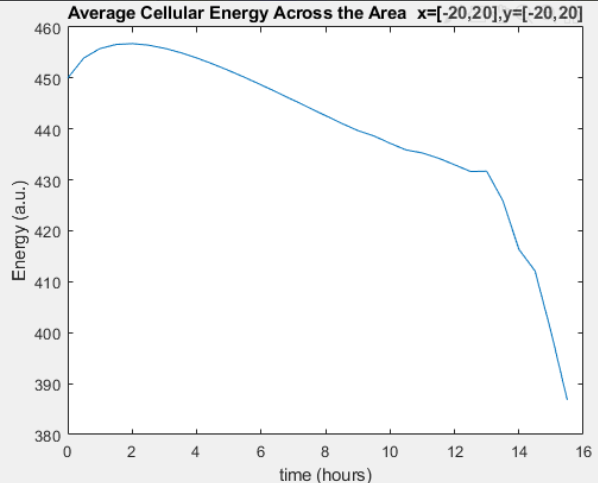 Average Cellular Energy Across the Area x=[-20,20],y=[-20,20]
460
450
440
430
420
410
400
390
380
Energy (a.u.)
0 2 4 6 8 10 12 14 16
time (hours)